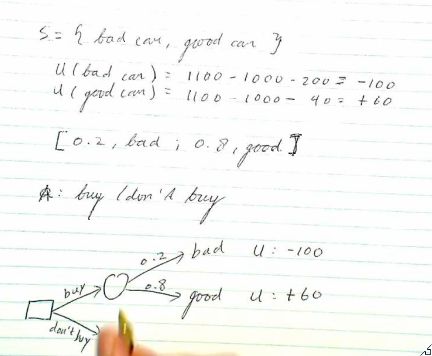 S = { bad car, good car }
U(bad car) = 1100 - 1000 - 200 = -100
U(good car) = 1100 - 1000 - 40 = +60
[0.2, bad ; 0.8, good]
A: buy / don't buy
0.2 bad U: -100
buy 0.8 good U: +60
don't buy